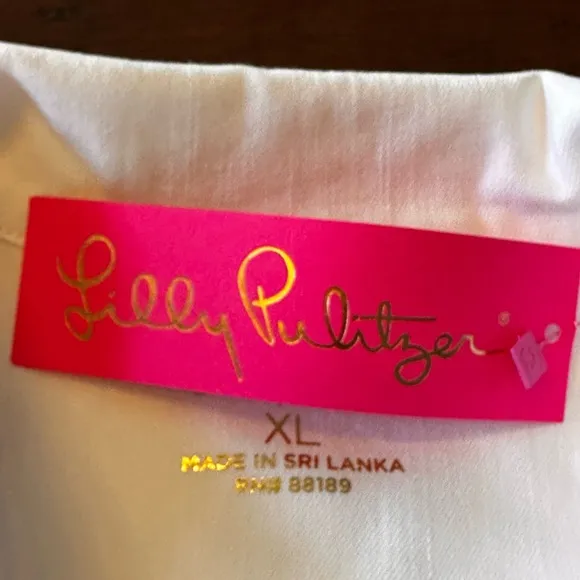 Lilly Pulitzer
XL
MADE IN SRI LANKA
RN# 88189